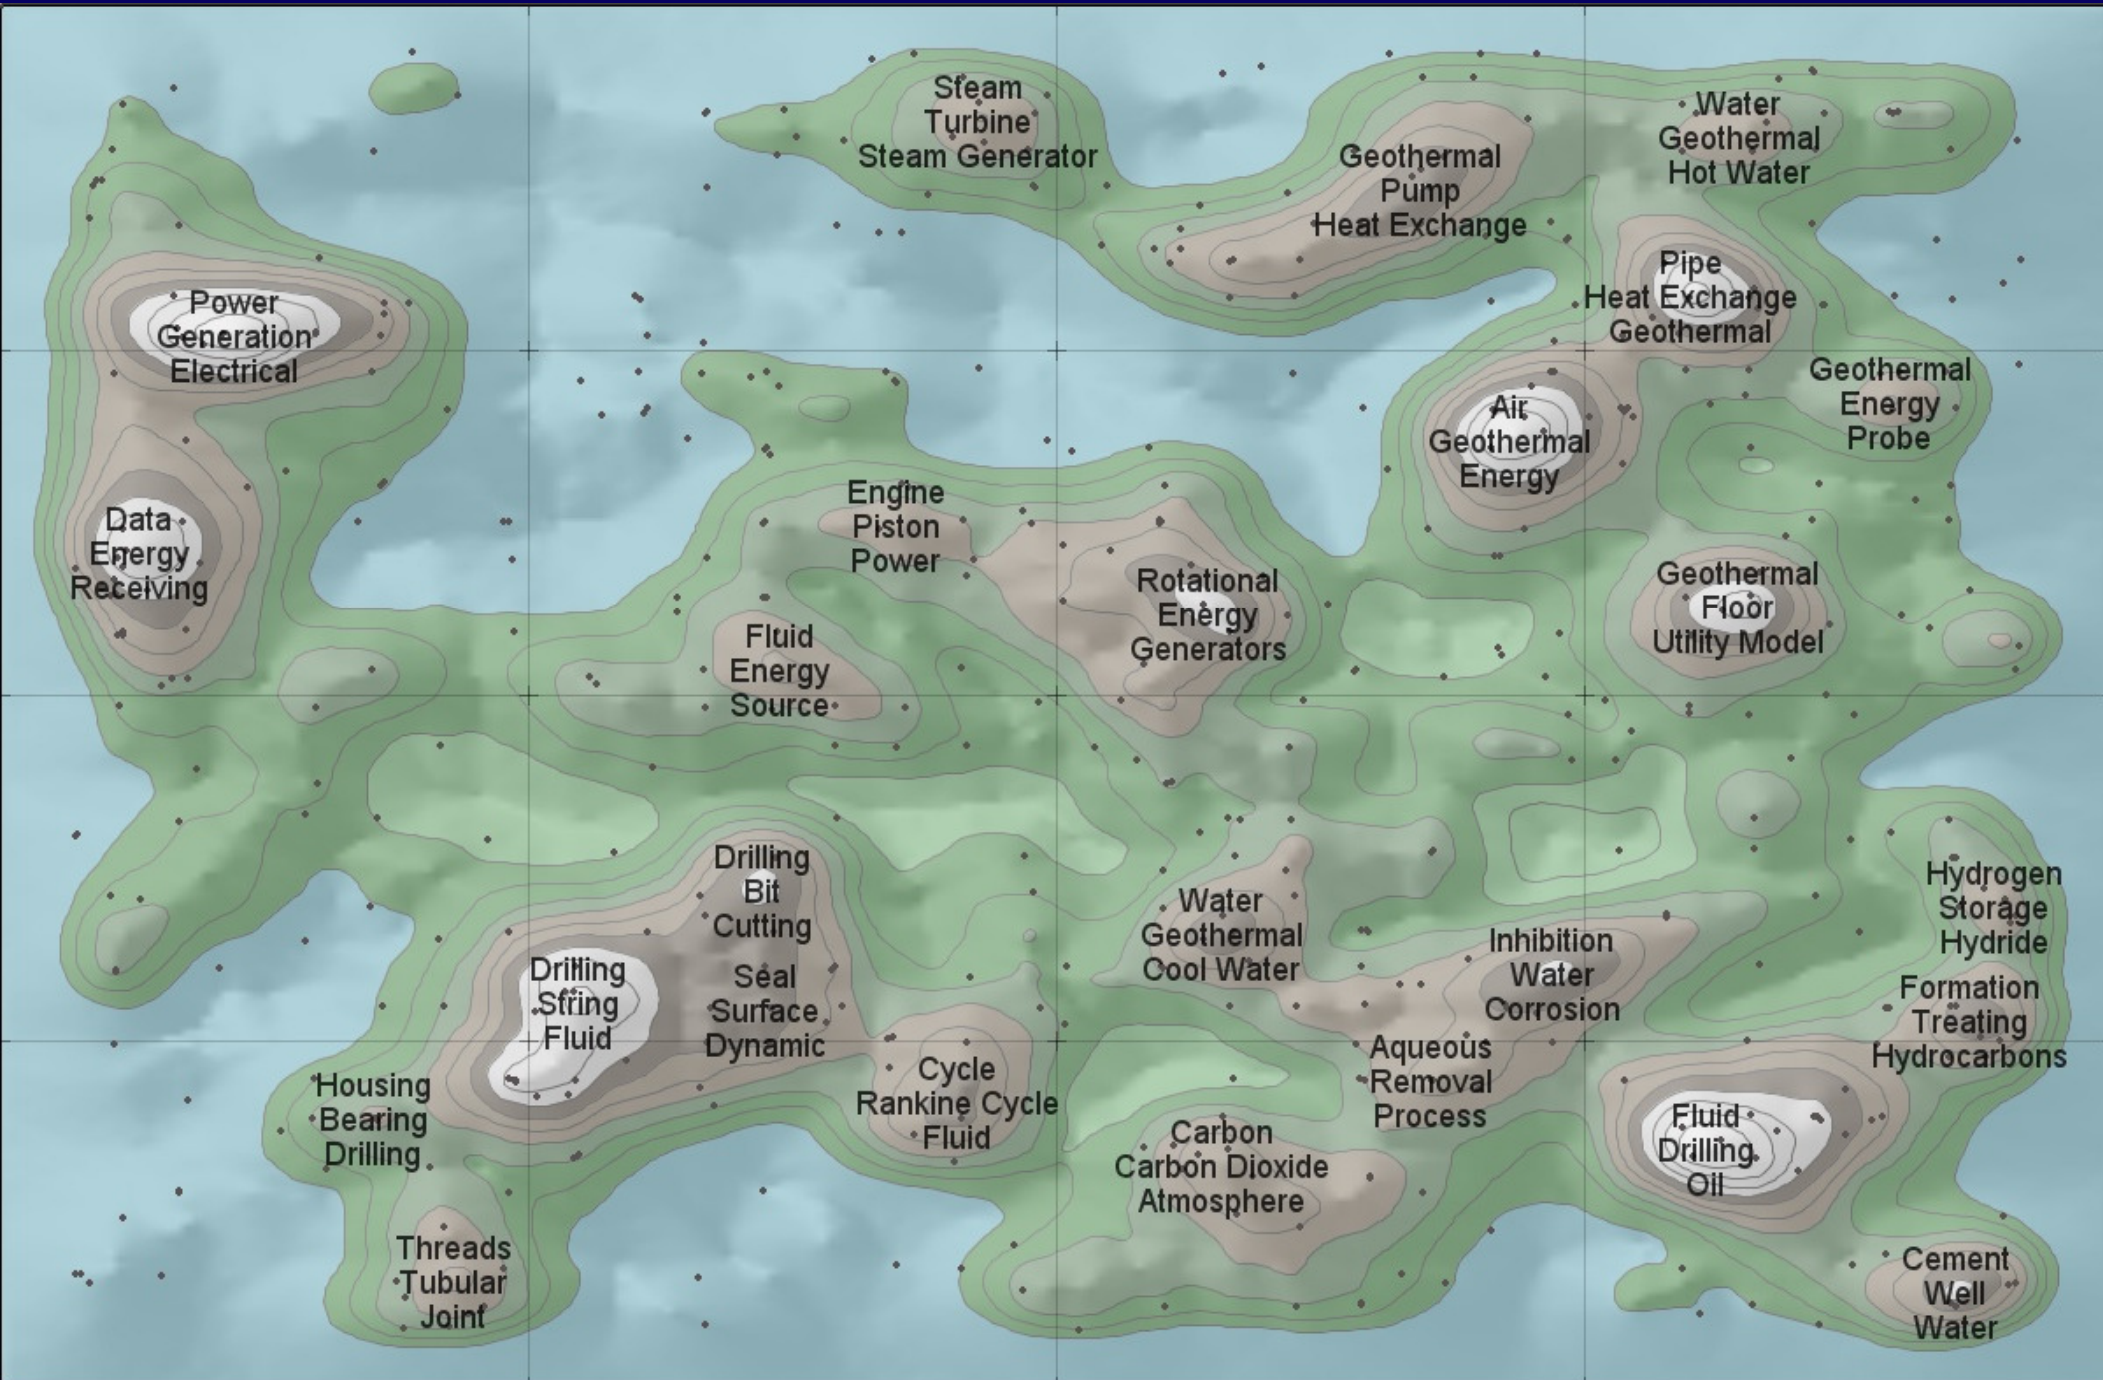 Steam
Turbine
Steam Generator
Water
Geothermal
Hot Water
Geothermal
Pump
Heat Exchange
Pipe
Heat Exchange
Geothermal
Power
Generation
Electrical
Geothermal
Energy
Probe
Air
Geothermal
Energy
Engine
Piston
Power
Data
Energy
Receiving
Rotational
Energy
Generators
Geothermal
Floor
Utility Model
Fluid
Energy
Source
Drilling
Bit
Cutting
Water
Geothermal
Cool Water
Hydrogen
Storage
Hydride
Inhibition
Water
Corrosion
Drilling
String
Fluid
Seal
Surface
Dynamic
Formation
Treating
Hydrocarbons
Aqueous
Removal
Process
Cycle
Rankine Cycle
Fluid
Housing
Bearing
Drilling
Fluid
Drilling
Oil
Carbon
Carbon Dioxide
Atmosphere
Threads
Tubular
Joint
Cement
Well
Water